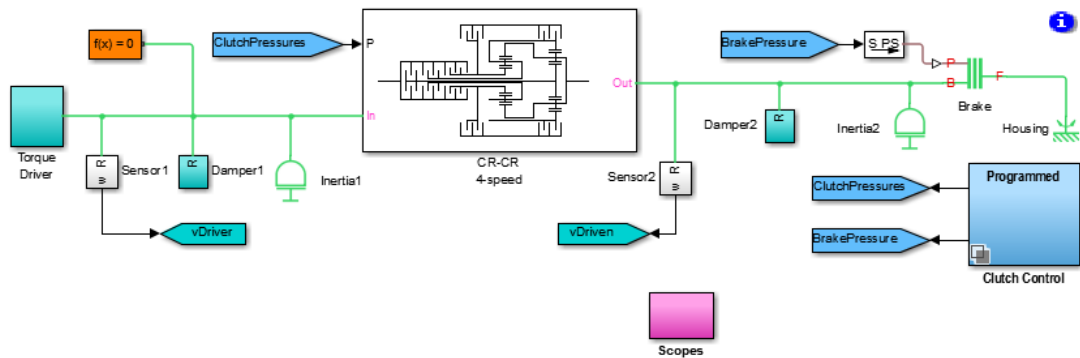 i
f(x) = 0
ClutchPressures
P
In
Out
CR-CR
4-speed
BrakePressure
S PS
P
B
F
Brake
Housing
Torque
Driver
w R
Sensor1
R
Damper1
Inertia1
w R
Sensor2
R
Damper2
Inertia2
vDriver
vDriven
ClutchPressures
BrakePressure
Programmed
Clutch Control
Scopes